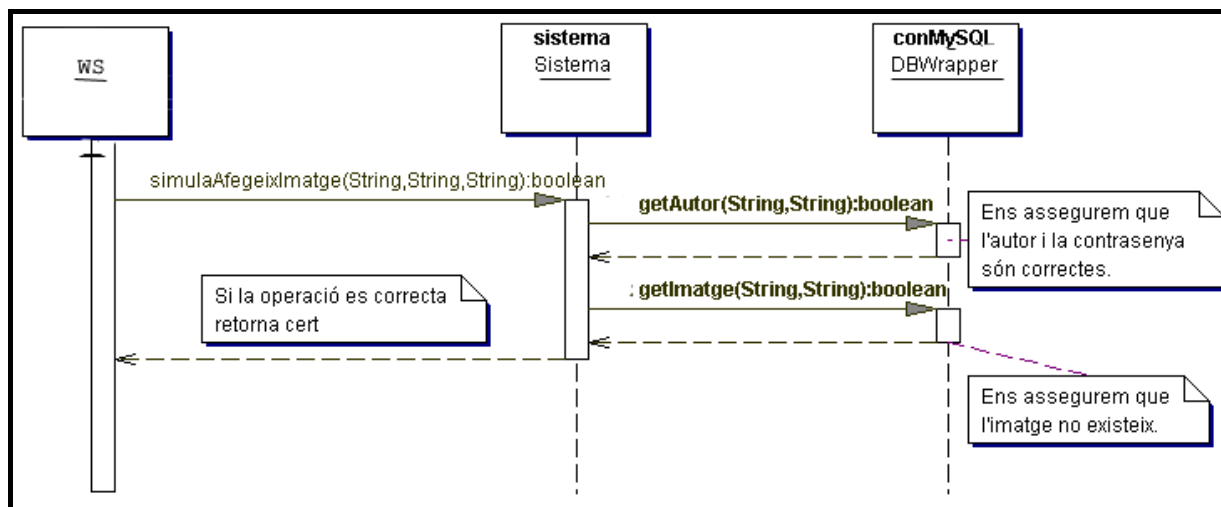 WS
sistema
Sistema
conMySQL
DBWrapper
simulaAfegeixImatge(String,String,String):boolean
getAutor(String,String):boolean
Ens assegurem que
l'autor i la contrasenya
són correctes.
Si la operació es correcta
retorna cert
: getImatge(String,String):boolean
Ens assegurem que
l'imatge no existeix.